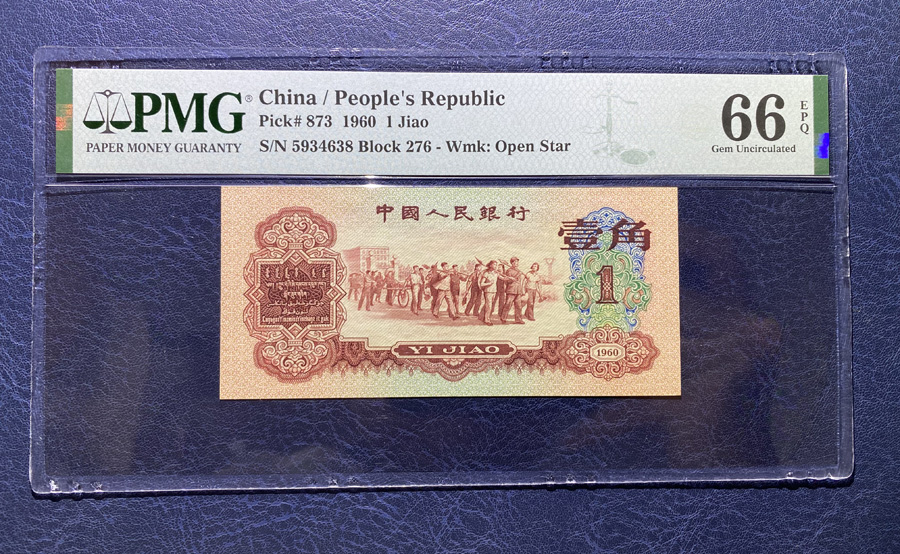 PMG®
PAPER MONEY GUARANTY
China / People's Republic
Pick# 873 1960 1 Jiao
S/N 5934638 Block 276 - Wmk: Open Star
66
EPQ
Gem Uncirculated
中國人民銀行
壹角
1
YI JIAO
1960